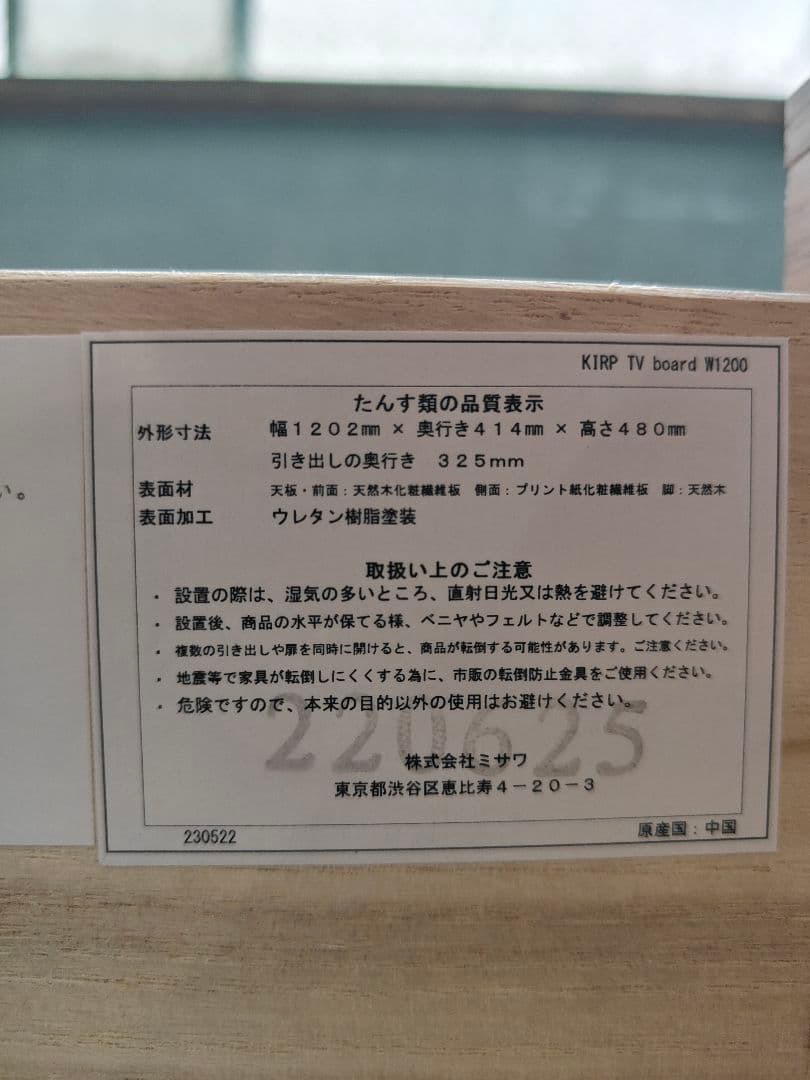 KIRP TV board W1200
たんす類の品質表示
外形寸法 幅1202㎜ × 奥行き414㎜ × 高さ480㎜
引き出しの奥行き 325mm
表面材 天板・前面：天然木化粧繊維板 側面：プリント紙化粧繊維板 脚：天然木
表面加工 ウレタン樹脂塗装
取扱い上のご注意
・ 設置の際は、湿気の多いところ、直射日光又は熱を避けてください。
・ 設置後、商品の水平が保てる様、ベニヤやフェルトなどで調整してください。
・ 複数の引き出しや扉を同時に開けると、商品が転倒する可能性があります。ご注意ください。
・ 地震等で家具が転倒しにくくする為に、市販の転倒防止金具をご使用ください。
・ 危険ですので、本来の目的以外の使用はお避けください。
220625
株式会社ミサワ
東京都渋谷区恵比寿4－20－3
230522 原産国：中国
い。